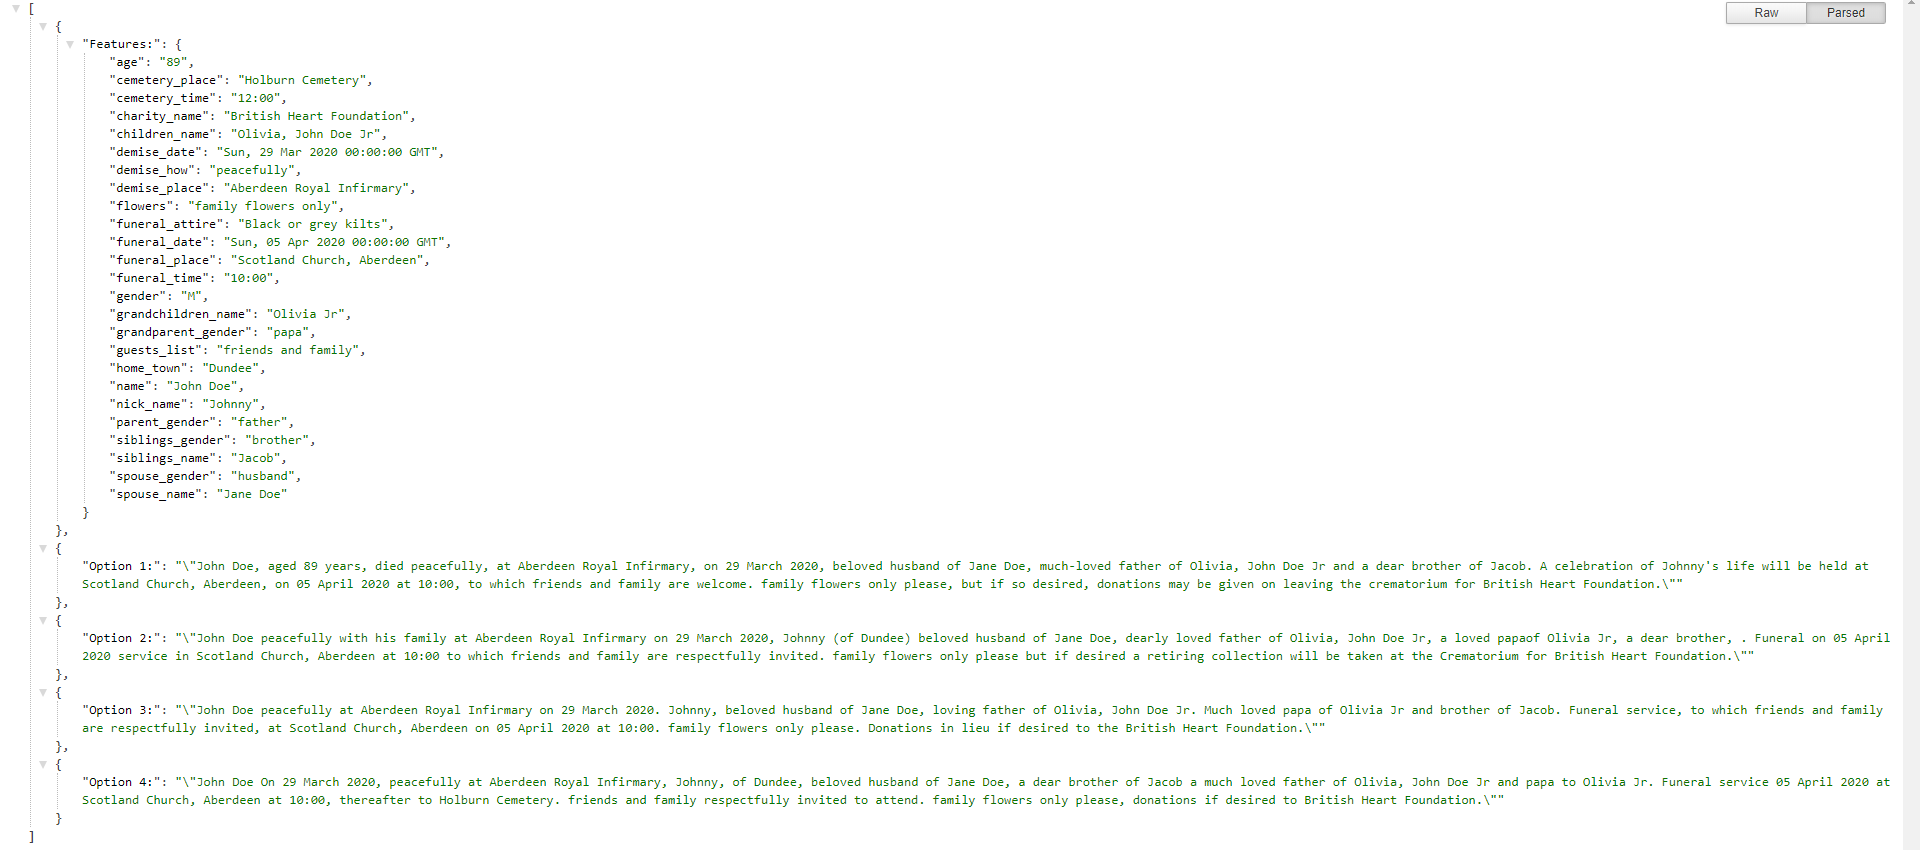 [
Raw Parsed
{
"Features:": {
"age": "89",
"cemetery_place": "Holburn Cemetery",
"cemetery_time": "12:00",
"charity_name": "British Heart Foundation",
"children_name": "Olivia, John Doe Jr",
"demise_date": "Sun, 29 Mar 2020 00:00:00 GMT",
"demise_how": "peacefully",
"demise_place": "Aberdeen Royal Infirmary",
"flowers": "family flowers only",
"funeral_attire": "Black or grey kilts",
"funeral_date": "Sun, 05 Apr 2020 00:00:00 GMT",
"funeral_place": "Scotland Church, Aberdeen",
"funeral_time": "10:00",
"gender": "M",
"grandchildren_name": "Olivia Jr",
"grandparent_gender": "papa",
"guests_list": "friends and family",
"home_town": "Dundee",
"name": "John Doe",
"nick_name": "Johnny",
"parent_gender": "father",
"siblings_gender": "brother",
"siblings_name": "Jacob",
"spouse_gender": "husband",
"spouse_name": "Jane Doe"
}
},
{
"Option 1:": "\"John Doe, aged 89 years, died peacefully, at Aberdeen Royal Infirmary, on 29 March 2020, beloved husband of Jane Doe, much-loved father of Olivia, John Doe Jr and a dear brother of Jacob. A celebration of Johnny's life will be held at
Scotland Church, Aberdeen, on 05 April 2020 at 10:00, to which friends and family are welcome. family flowers only please, but if so desired, donations may be given on leaving the crematorium for British Heart Foundation.\""
},
{
"Option 2:": "\"John Doe peacefully with his family at Aberdeen Royal Infirmary on 29 March 2020, Johnny (of Dundee) beloved husband of Jane Doe, dearly loved father of Olivia, John Doe Jr, a loved papaof Olivia Jr, a dear brother, . Funeral on 05 April
2020 service in Scotland Church, Aberdeen at 10:00 to which friends and family are respectfully invited. family flowers only please but if desired a retiring collection will be taken at the Crematorium for British Heart Foundation.\""
},
{
"Option 3:": "\"John Doe peacefully at Aberdeen Royal Infirmary on 29 March 2020. Johnny, beloved husband of Jane Doe, loving father of Olivia, John Doe Jr. Much loved papa of Olivia Jr and brother of Jacob. Funeral service, to which friends and family
are respectfully invited, at Scotland Church, Aberdeen on 05 April 2020 at 10:00. family flowers only please. Donations in lieu if desired to the British Heart Foundation.\""
},
{
"Option 4:": "\"John Doe On 29 March 2020, peacefully at Aberdeen Royal Infirmary, Johnny, of Dundee, beloved husband of Jane Doe, a dear brother of Jacob a much loved father of Olivia, John Doe Jr and papa to Olivia Jr. Funeral service 05 April 2020 at
Scotland Church, Aberdeen at 10:00, thereafter to Holburn Cemetery. friends and family respectfully invited to attend. family flowers only please, donations if desired to British Heart Foundation.\""
}
]